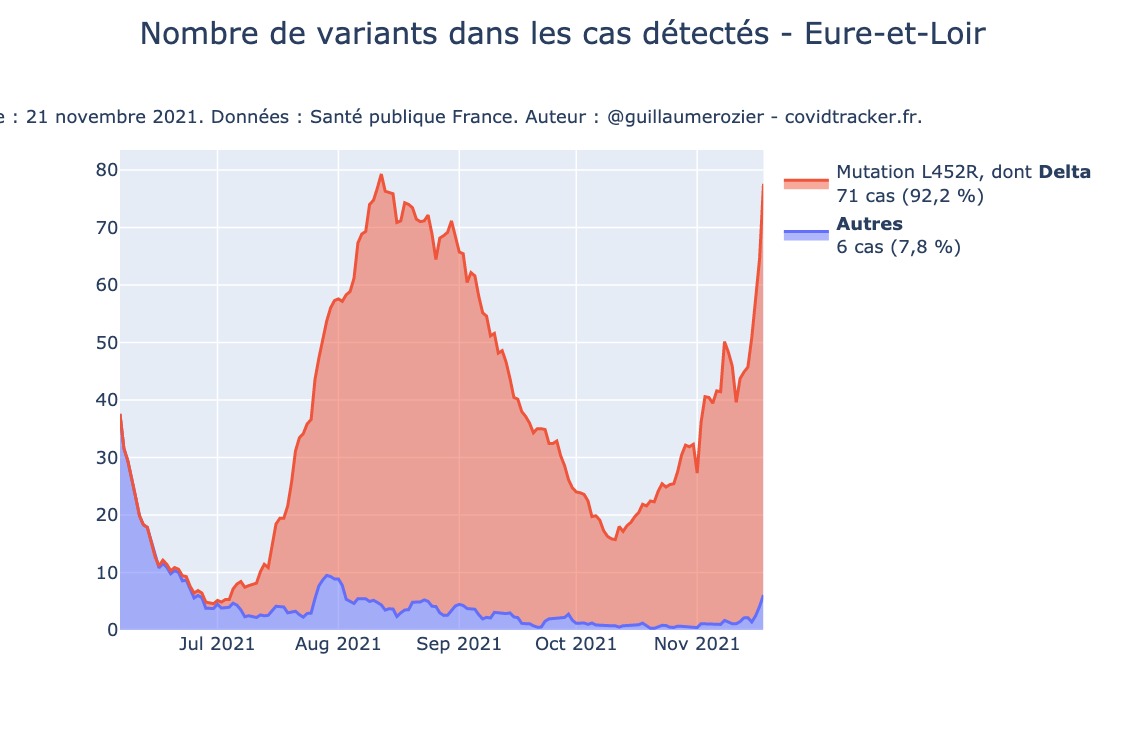 Nombre de variants dans les cas détectés - Eure-et-Loir
: 21 novembre 2021. Données : Santé publique France. Auteur : @guillaumerozier - covidtracker.fr.
Mutation L452R, dont Delta
71 cas (92,2 %)
Autres
6 cas (7,8 %)
80
70
60
50
40
30
20
10
0
Jul 2021 Aug 2021 Sep 2021 Oct 2021 Nov 2021